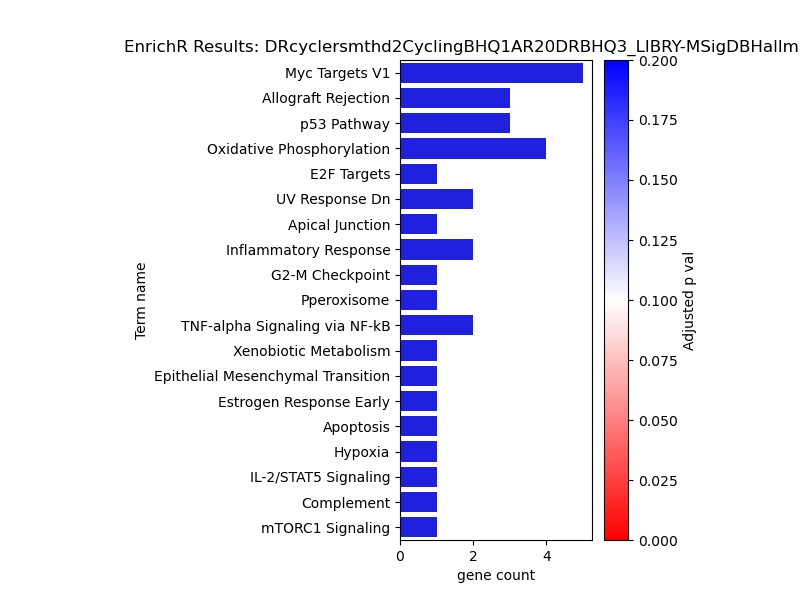 EnrichR Results: DRcyclersmthd2CyclingBHQ1AR20DRBHQ3_LIBRY-MSigDBHallm
Myc Targets V1
Allograft Rejection
p53 Pathway
Oxidative Phosphorylation
E2F Targets
UV Response Dn
Apical Junction
Inflammatory Response
G2-M Checkpoint
Pperoxisome
TNF-alpha Signaling via NF-kB
Xenobiotic Metabolism
Epithelial Mesenchymal Transition
Estrogen Response Early
Apoptosis
Hypoxia
IL-2/STAT5 Signaling
Complement
mTORC1 Signaling
Term name
0 2 4
gene count
0.200
0.175
0.150
0.125
0.100
0.075
0.050
0.025
0.000
Adjusted p val